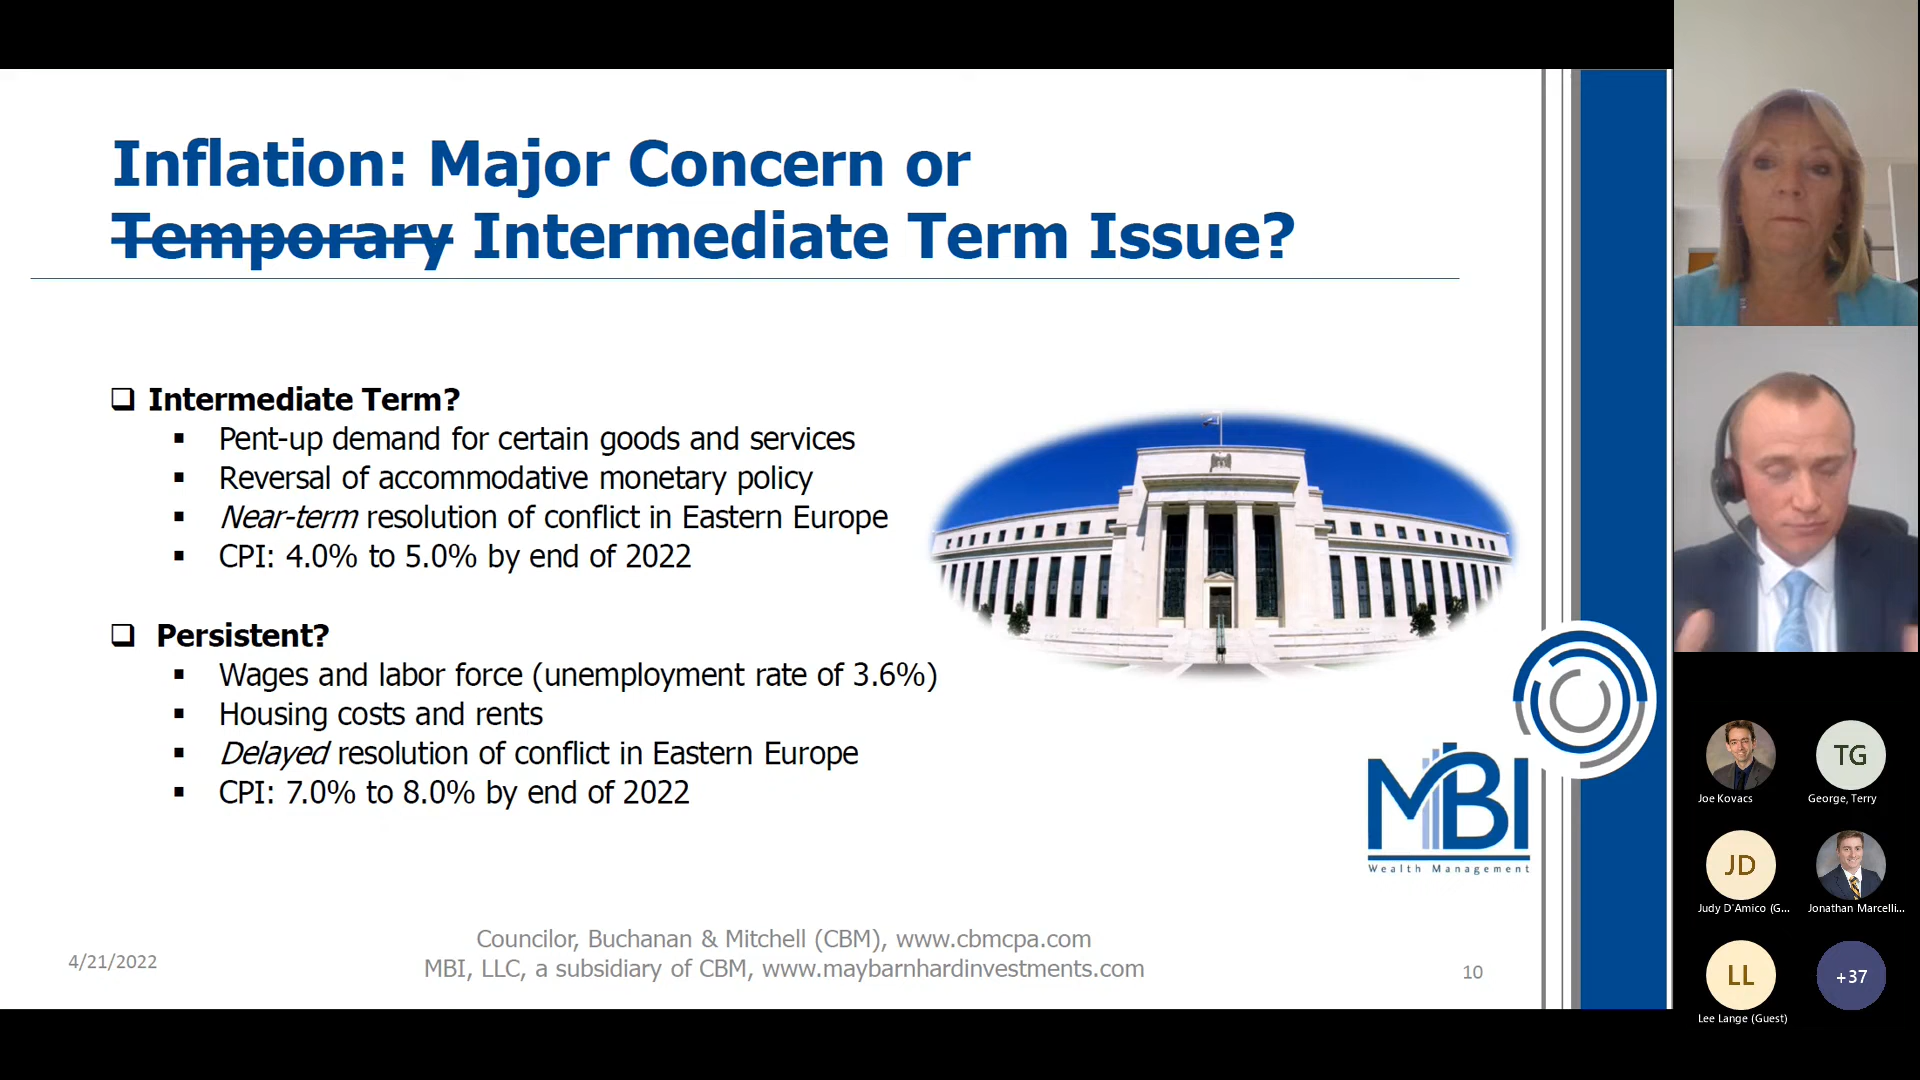 Inflation: Major Concern or
Temporary Intermediate Term Issue?
Intermediate Term?
Pent-up demand for certain goods and services
Reversal of accommodative monetary policy
Near-term resolution of conflict in Eastern Europe
CPI: 4.0% to 5.0% by end of 2022
Persistent?
Wages and labor force (unemployment rate of 3.6%)
Housing costs and rents
Delayed resolution of conflict in Eastern Europe
CPI: 7.0% to 8.0% by end of 2022
MBI
Wealth Management
Councilor, Buchanan & Mitchell (CBM), www.cbmcpa.com
MBI, LLC, a subsidiary of CBM, www.maybarnhardinvestments.com
4/21/2022
10
Joe Kovacs
TG
George, Terry
JD
Judy D'Amico (G...
Jonathan Marcelli...
LL
Lee Lange (Guest)
+37